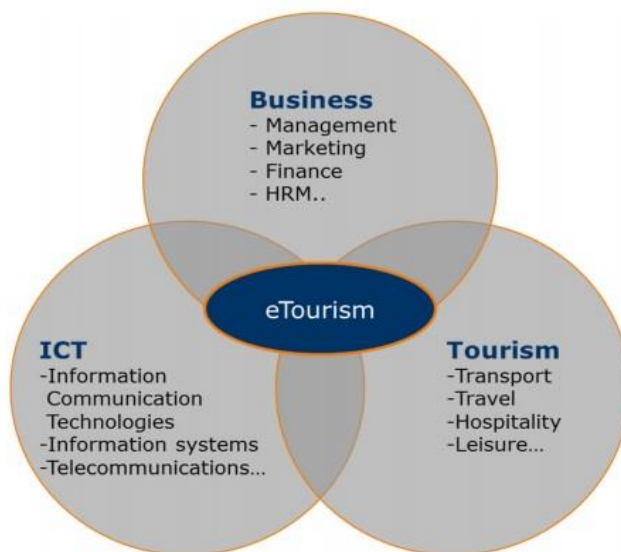 Business
- Management
- Marketing
- Finance
- HRM..
eTourism
ICT
-Information
Communication
Technologies
-Information systems
-Telecommunications...
Tourism
-Transport
-Travel
-Hospitality
-Leisure...